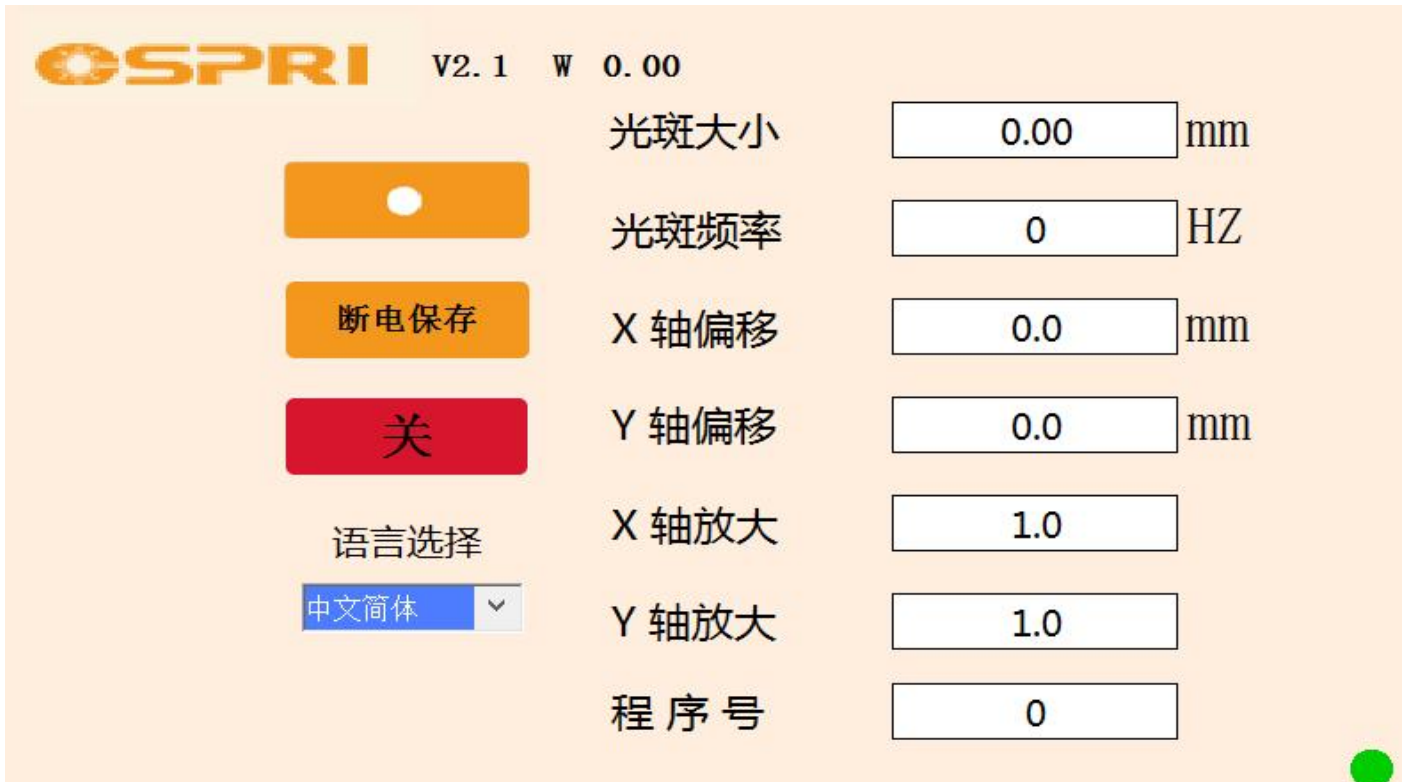 OSPRI V2.1 W 0.00
光斑大小 0.00 mm
光斑频率 0 HZ
断电保存
X 轴偏移 0.0 mm
关
Y 轴偏移 0.0 mm
语言选择
X 轴放大 1.0
中文简体
Y 轴放大 1.0
程 序 号 0